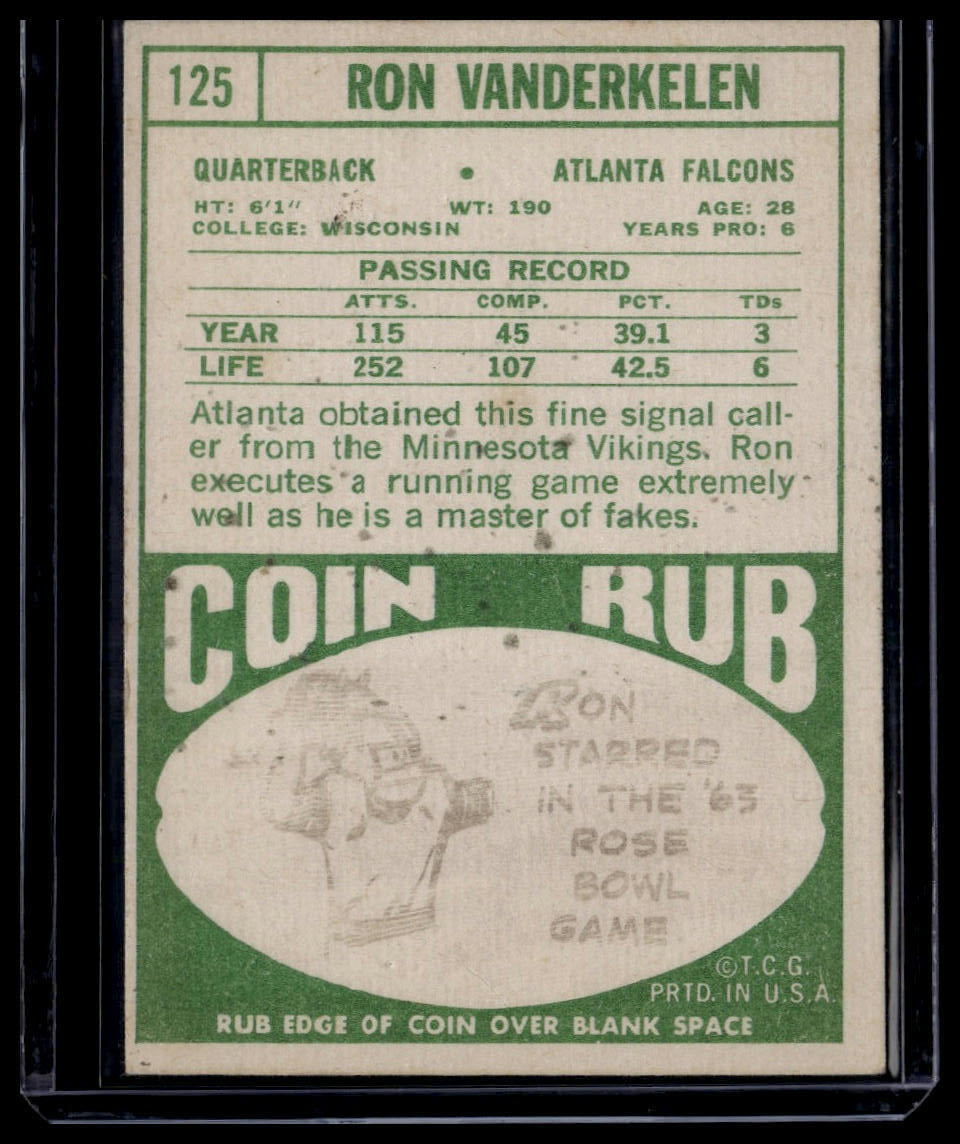 125 RON VANDERKELEN
QUARTERBACK • ATLANTA FALCONS
HT: 6'1" WT: 190 AGE: 28
COLLEGE: WISCONSIN YEARS PRO: 6
PASSING RECORD
ATTS. COMP. PCT. TDs
YEAR 115 45 39.1 3
LIFE 252 107 42.5 6
Atlanta obtained this fine signal call-
er from the Minnesota Vikings. Ron
executes a running game extremely
well as he is a master of fakes.
COIN RUB
RON
STARRED
IN THE '63
ROSE
BOWL
GAME
©T.C.G.
PRTD. IN U.S.A.
RUB EDGE OF COIN OVER BLANK SPACE